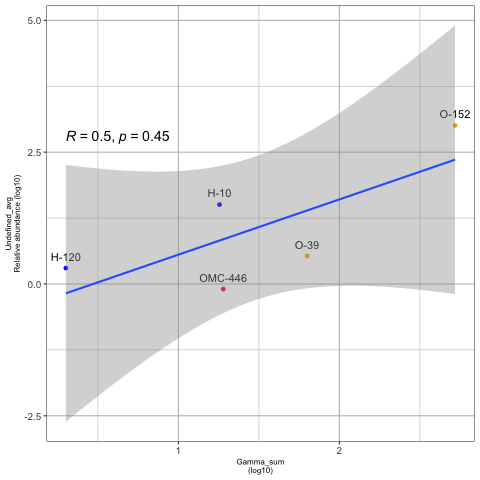 5.0
O-152
R = 0.5, p = 0.45
2.5
H-10
O-39
H-120
OMC-446
0.0
-2.5
Undefined_avg
Relative abundance (log10)
1
2
Gamma_sum
(log10)